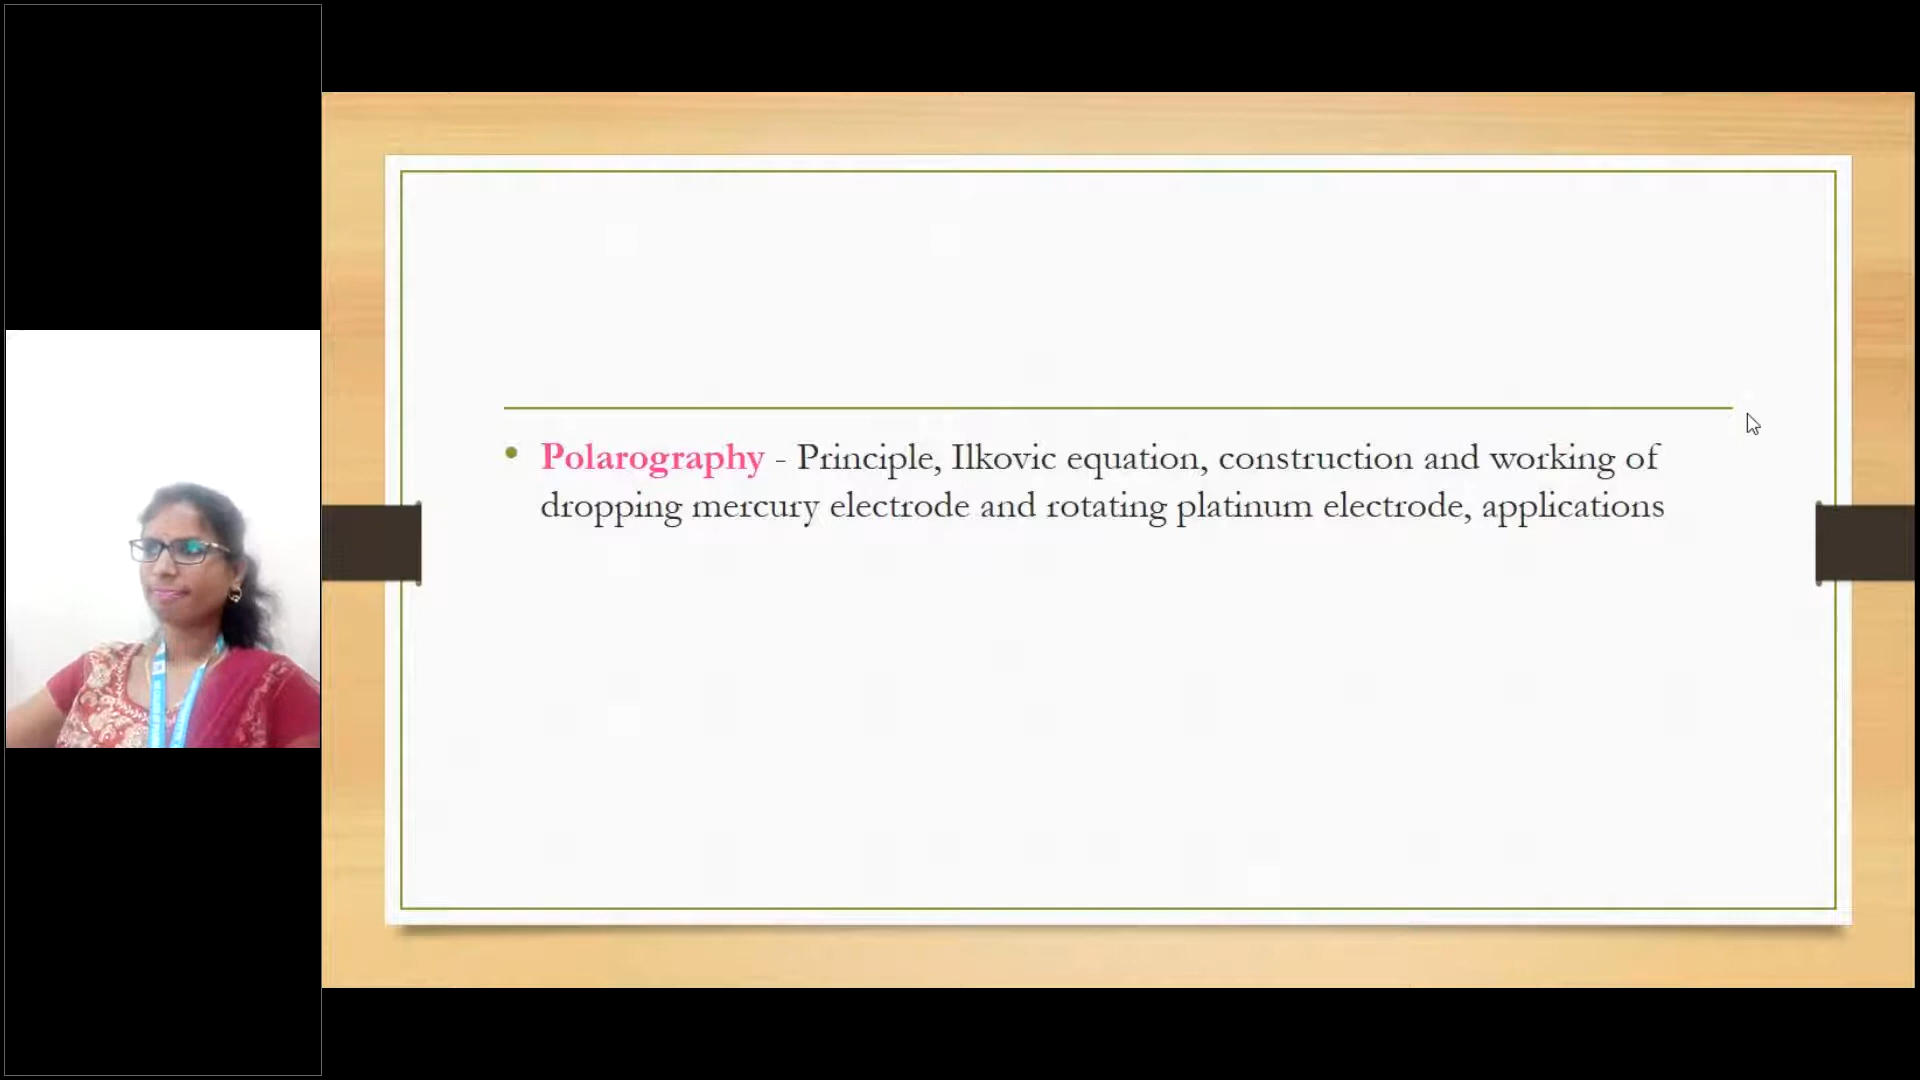 • Polarography - Principle, Ilkovic equation, construction and working of
dropping mercury electrode and rotating platinum electrode, applications